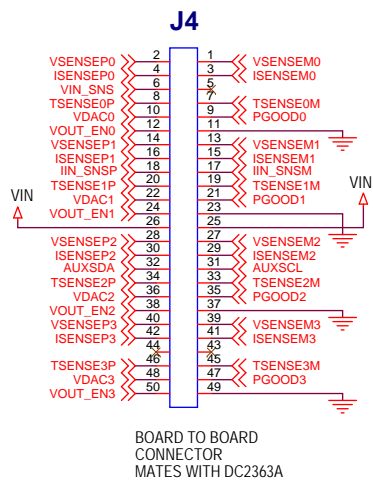 J4
VSENSEP0 2 1 VSENSEM0
ISENSEP0 4 3 ISENSEM0
VIN_SNS 6 5
TSENSE0P 8 7 TSENSE0M
VDAC0 10 9 PGOOD0
VOUT_EN0 12 11
VSENSEP1 14 13 VSENSEM1
ISENSEP1 16 15 ISENSEM1
IIN_SNSP 18 17 IIN_SNSM
TSENSE1P 20 19 TSENSE1M
VIN VDAC1 22 21 PGOOD1 VIN
VOUT_EN1 24 23
26 25
VSENSEP2 28 27 VSENSEM2
ISENSEP2 30 29 ISENSEM2
AUXSDA 32 31 AUXSCL
TSENSE2P 34 33 TSENSE2M
VDAC2 36 35 PGOOD2
VOUT_EN2 38 37
VSENSEP3 40 39 VSENSEM3
ISENSEP3 42 41 ISENSEM3
44 43
TSENSE3P 46 45 TSENSE3M
VDAC3 48 47 PGOOD3
VOUT_EN3 50 49
BOARD TO BOARD
CONNECTOR
MATES WITH DC2363A